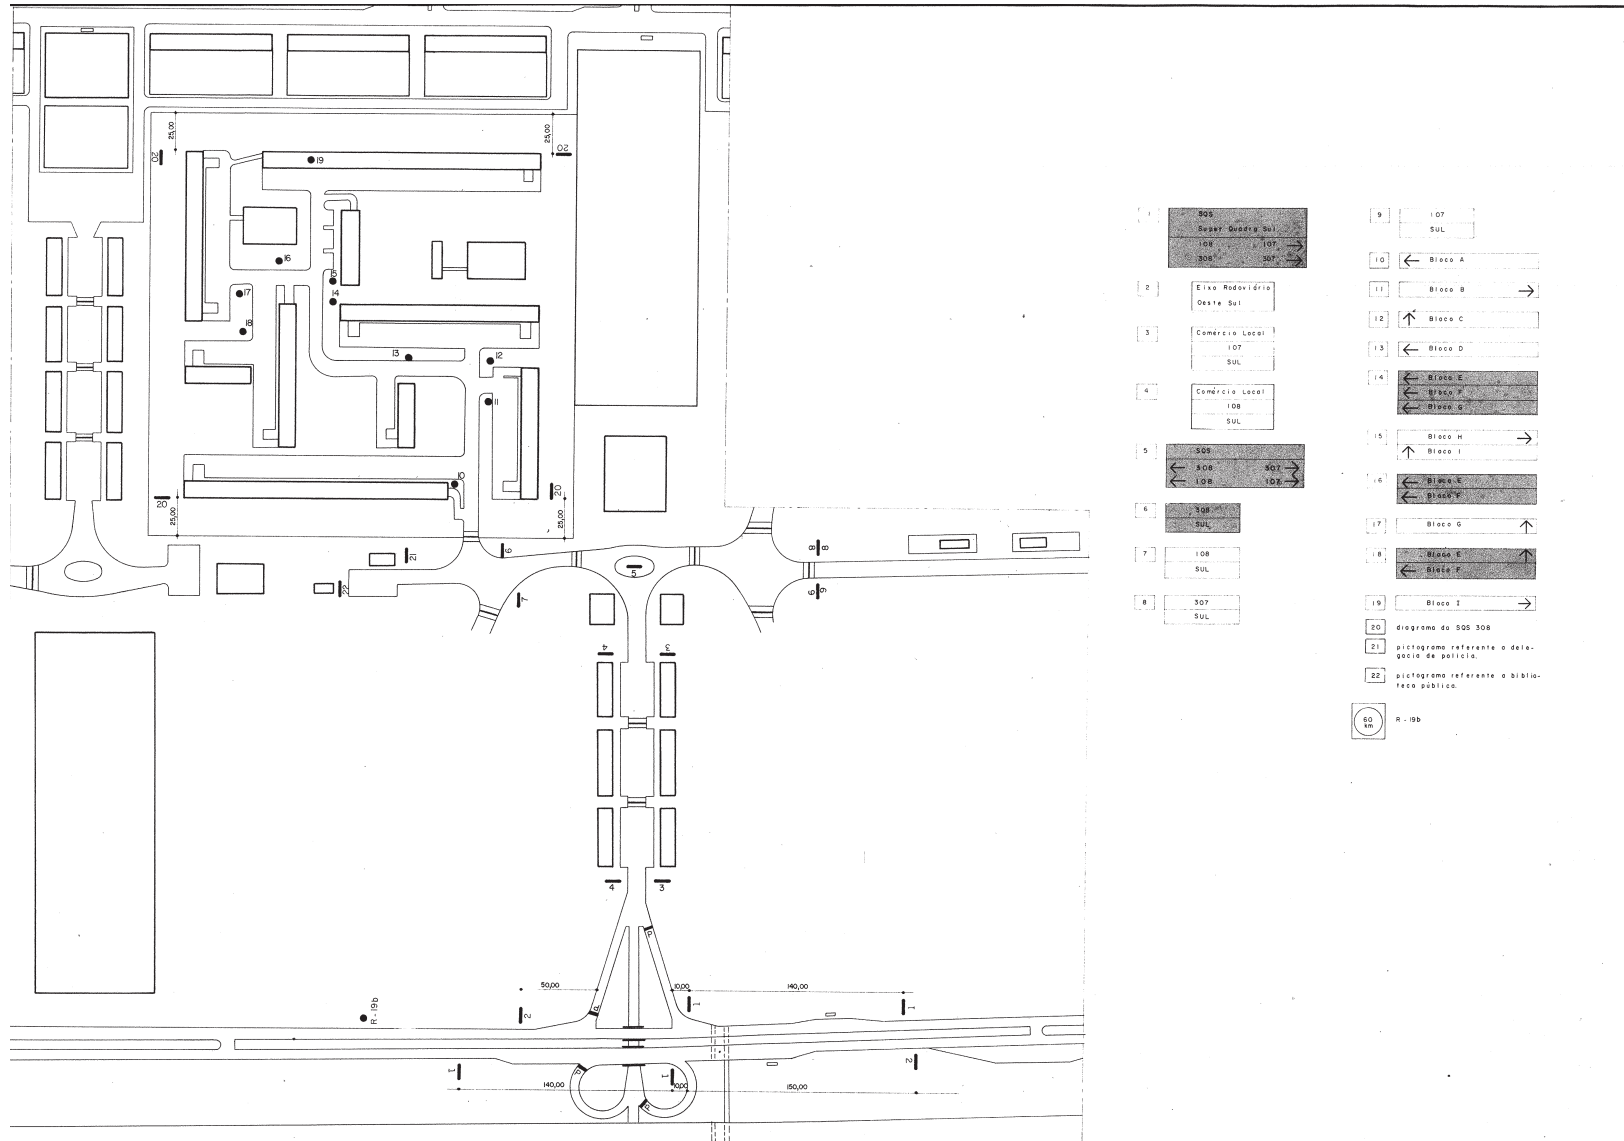 20
25,00
25,00
20
19
16
15
14
17
18
13
12
11
10
20
25,00
20
25,00
21
22
6
7
5
8
8
9
6
4
3
4
3
P
P
50,00
10,00
140,00
R - 19b
2
1
1
1
P
140,00
1
10,00
P
150,00
2
1
SQS
Super Quadra Sul
108 107 →
308 307 →
2
Eixo Rodoviário
Oeste Sul
3
Comércio Local
107
SUL
4
Comércio Local
108
SUL
5
SQS
← 308 307 →
← 108 107 →
6
308
SUL
7
108
SUL
8
307
SUL
9
107
SUL
10
← Bloco A
11
Bloco B →
12
↑ Bloco C
13
← Bloco D
14
← Bloco E
← Bloco F
← Bloco G
15
Bloco H →
↑ Bloco I
16
← Bloco E
← Bloco F
17
Bloco G ↑
18
Bloco E ↑
← Bloco F
19
Bloco I →
20
diagrama da SQS 308
21
pictograma referente a dele-
gacia de polícia.
22
pictograma referente a biblio-
teca pública.
60
km
R - 19b